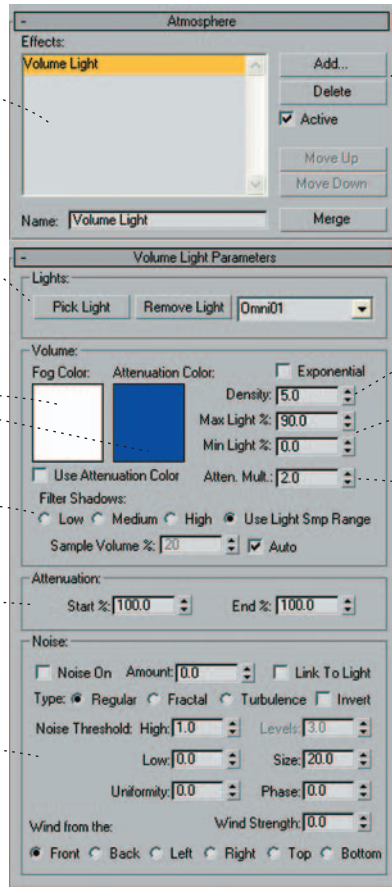 - Atmosphere
Effects:
Volume Light
Add...
Delete
Active
Move Up
Move Down
Name: Volume Light Merge
- Volume Light Parameters
Lights:
Pick Light Remove Light Omni01
Volume:
Fog Color: Attenuation Color: Exponential
Density: 5.0
Max Light %: 90.0
Min Light %: 0.0
Use Attenuation Color Atten. Mult.: 2.0
Filter Shadows:
Low Medium High Use Light Smp Range
Sample Volume %: 20 Auto
Attenuation:
Start %: 100.0 End %: 100.0
Noise:
Noise On Amount: 0.0 Link To Light
Type: Regular Fractal Turbulence Invert
Noise Threshold: High: 1.0 Levels: 3.0
Low: 0.0 Size: 20.0
Uniformity: 0.0 Phase: 0.0
Wind from the: Wind Strength: 0.0
Front Back Left Right Top Bottom